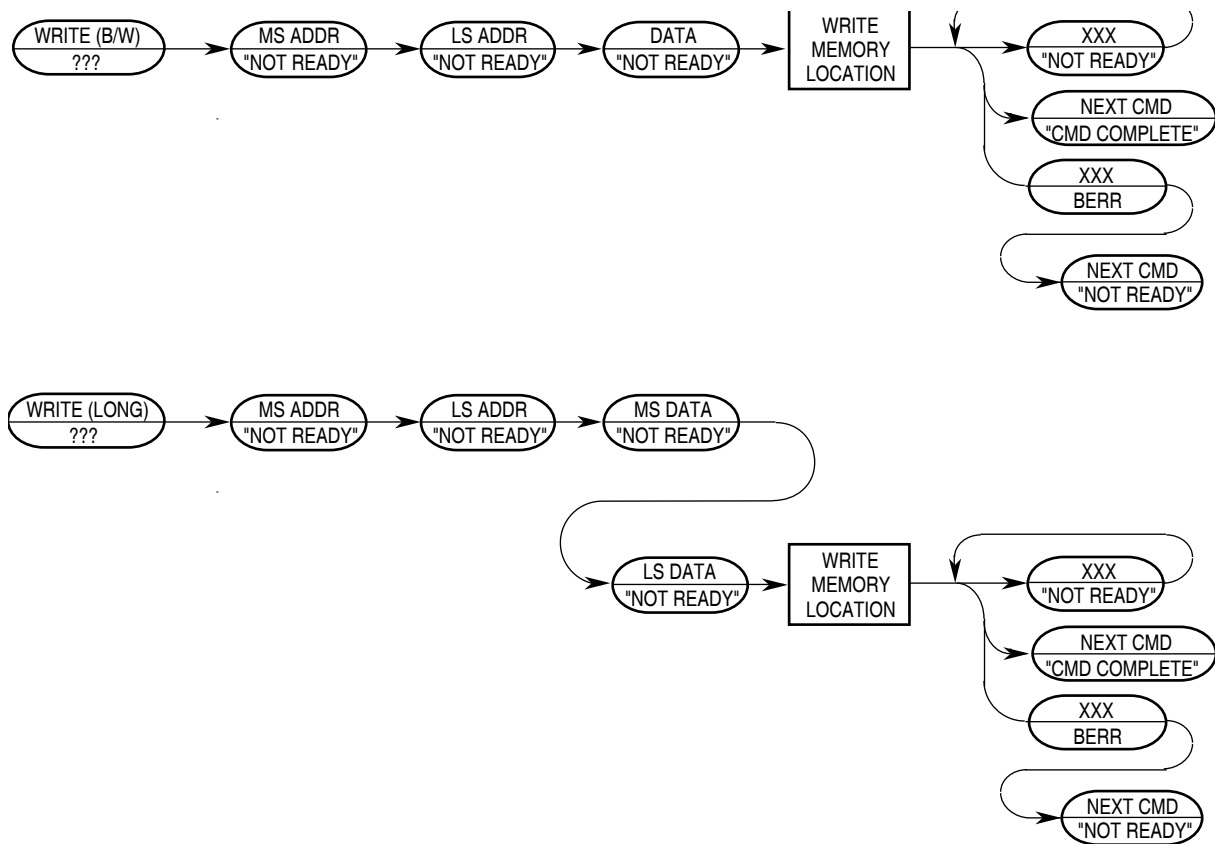 WRITE (B/W)
???
MS ADDR
"NOT READY"
LS ADDR
"NOT READY"
DATA
"NOT READY"
WRITE
MEMORY
LOCATION
XXX
"NOT READY"
NEXT CMD
"CMD COMPLETE"
XXX
BERR
NEXT CMD
"NOT READY"
WRITE (LONG)
???
MS ADDR
"NOT READY"
LS ADDR
"NOT READY"
MS DATA
"NOT READY"
LS DATA
"NOT READY"
WRITE
MEMORY
LOCATION
XXX
"NOT READY"
NEXT CMD
"CMD COMPLETE"
XXX
BERR
NEXT CMD
"NOT READY"